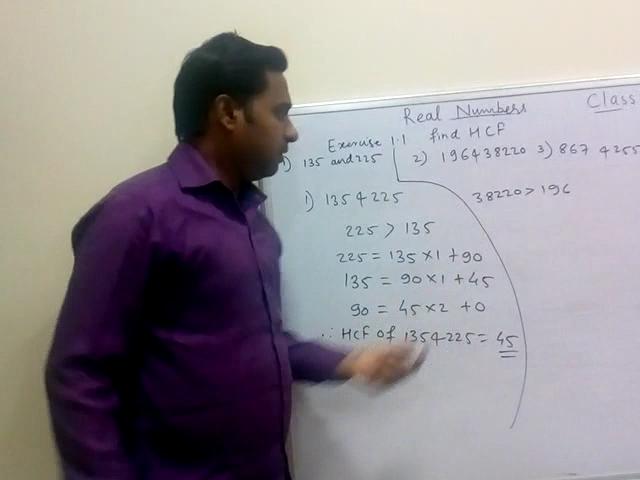 Real Numbers Class
Exercise 1.1 find HCF
1) 135 and 225 2) 196 & 38220 3) 867 & 255
1) 135 & 225
225 > 135
225 = 135 × 1 + 90
135 = 90 × 1 + 45
90 = 45 × 2 + 0
∴ HCF of 135 & 225 = 45
38220 > 196